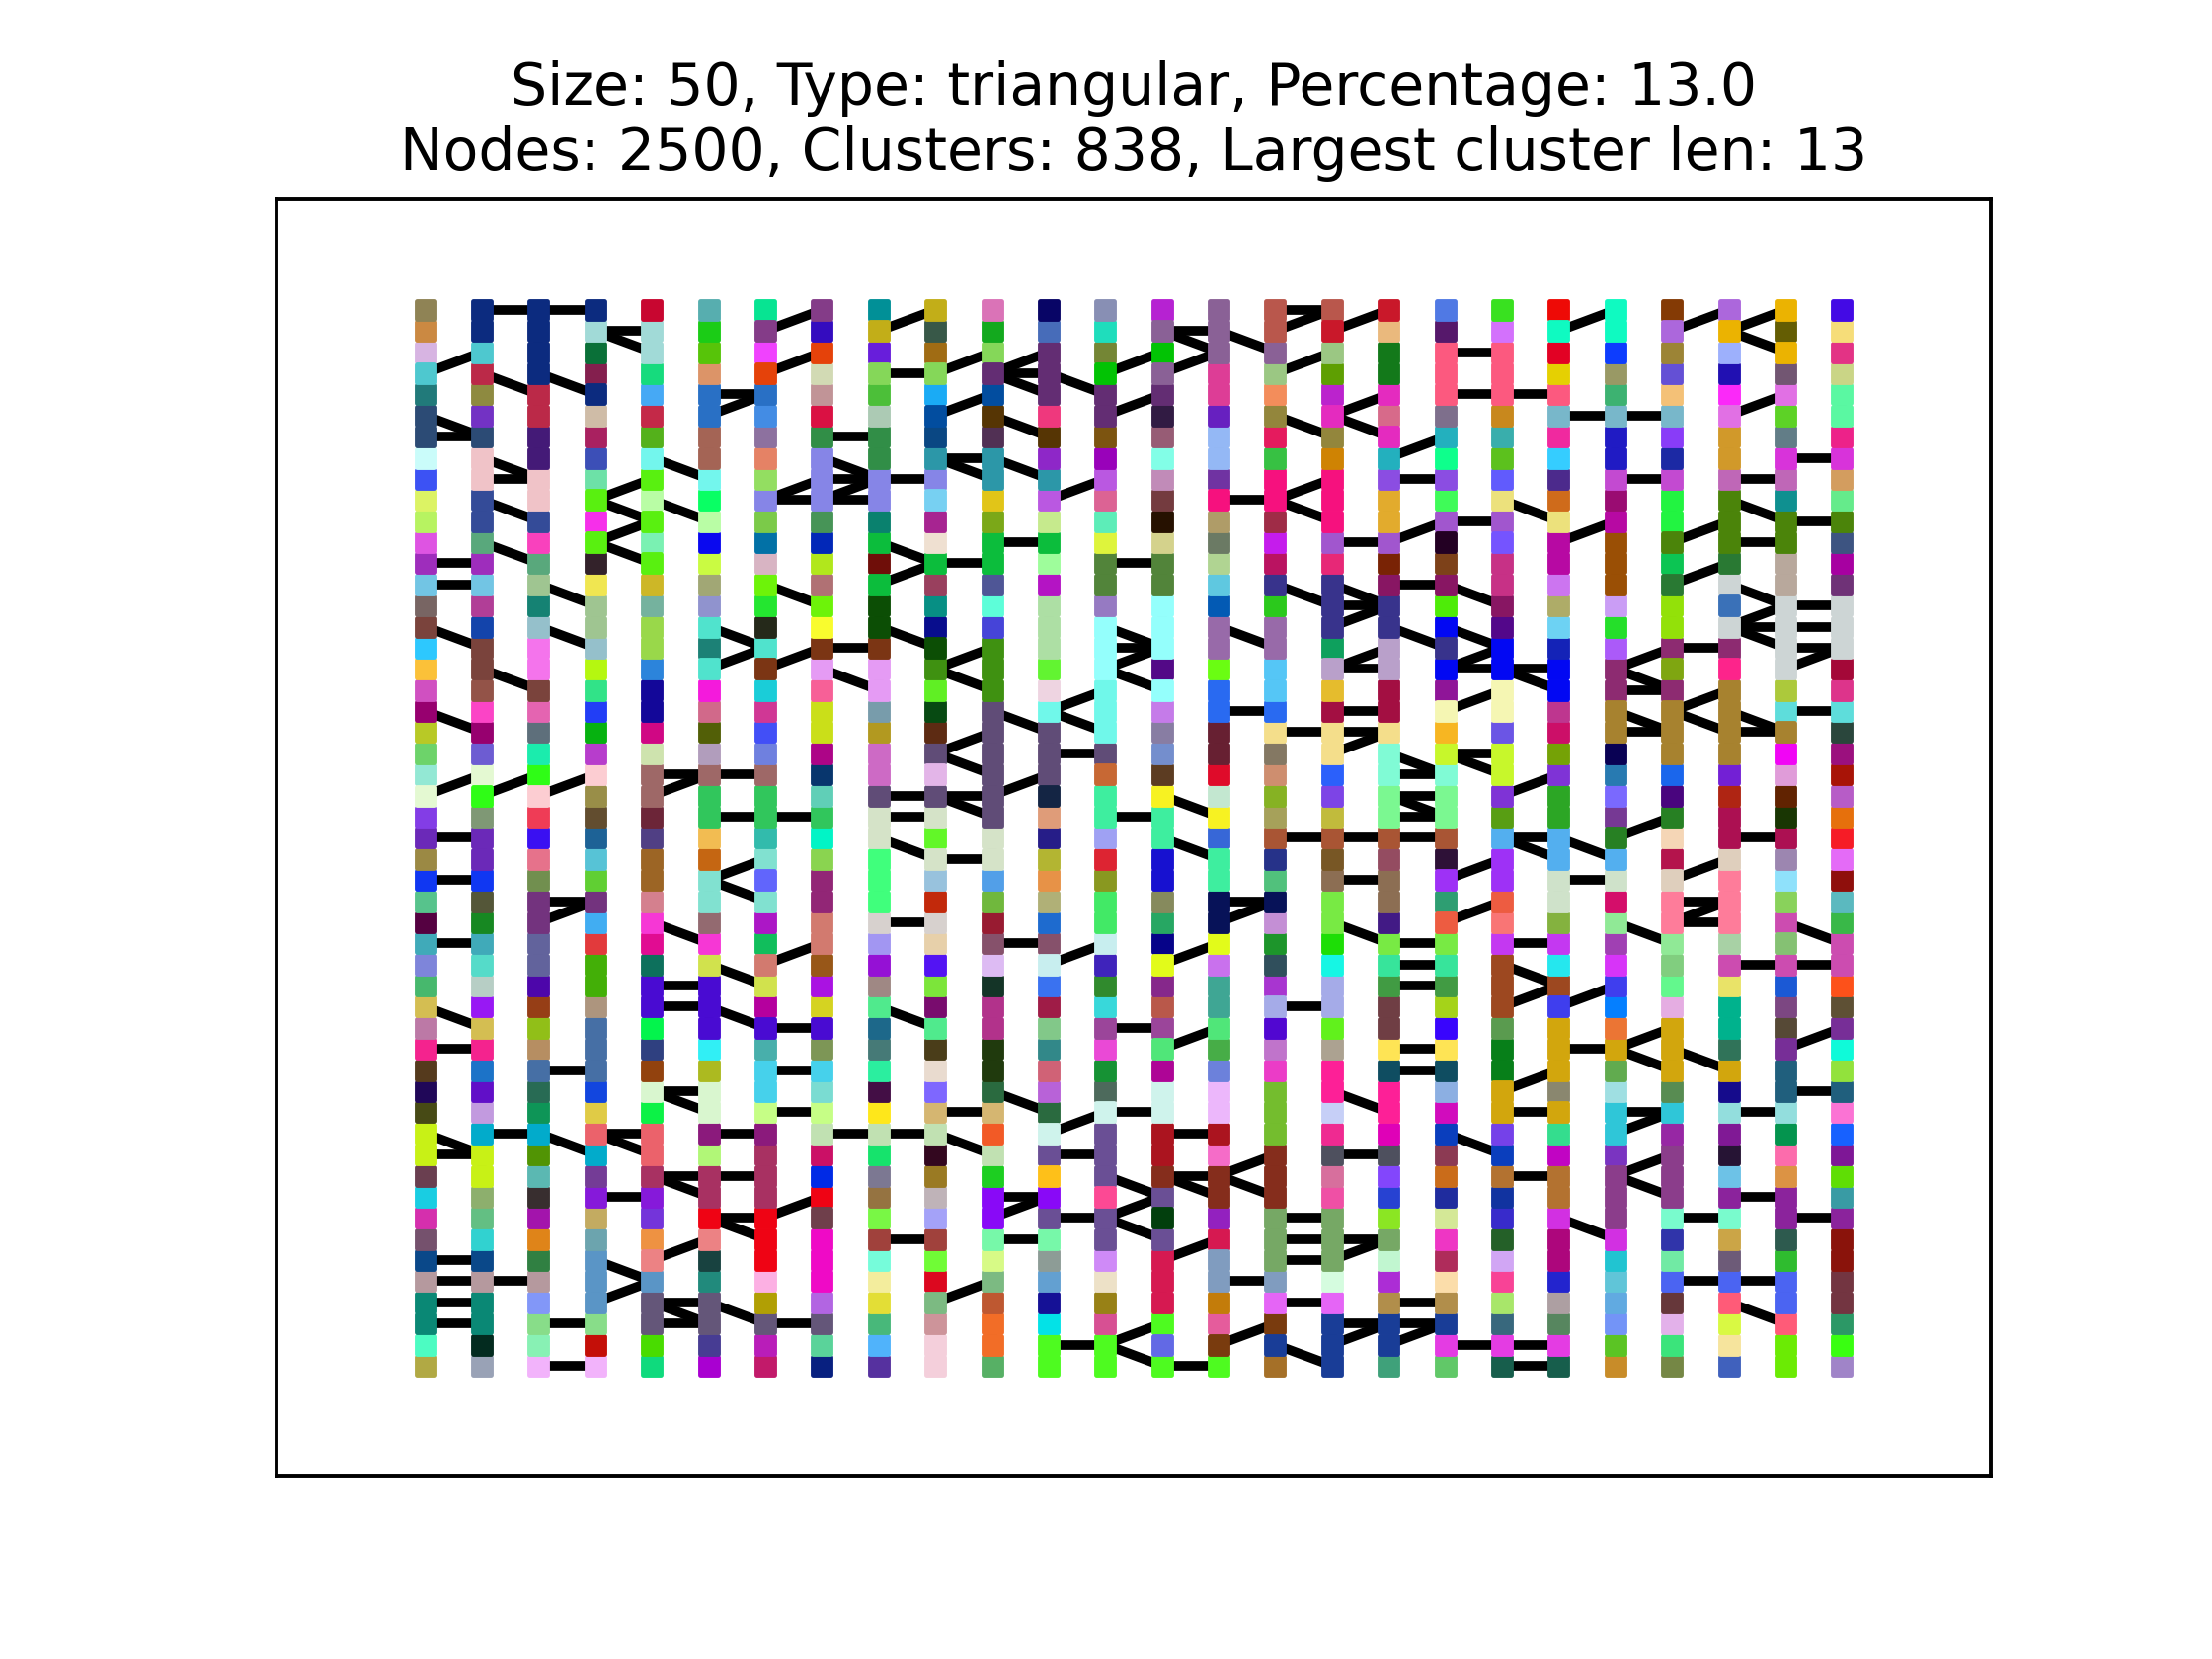 Size: 50, Type: triangular, Percentage: 13.0
Nodes: 2500, Clusters: 838, Largest cluster len: 13